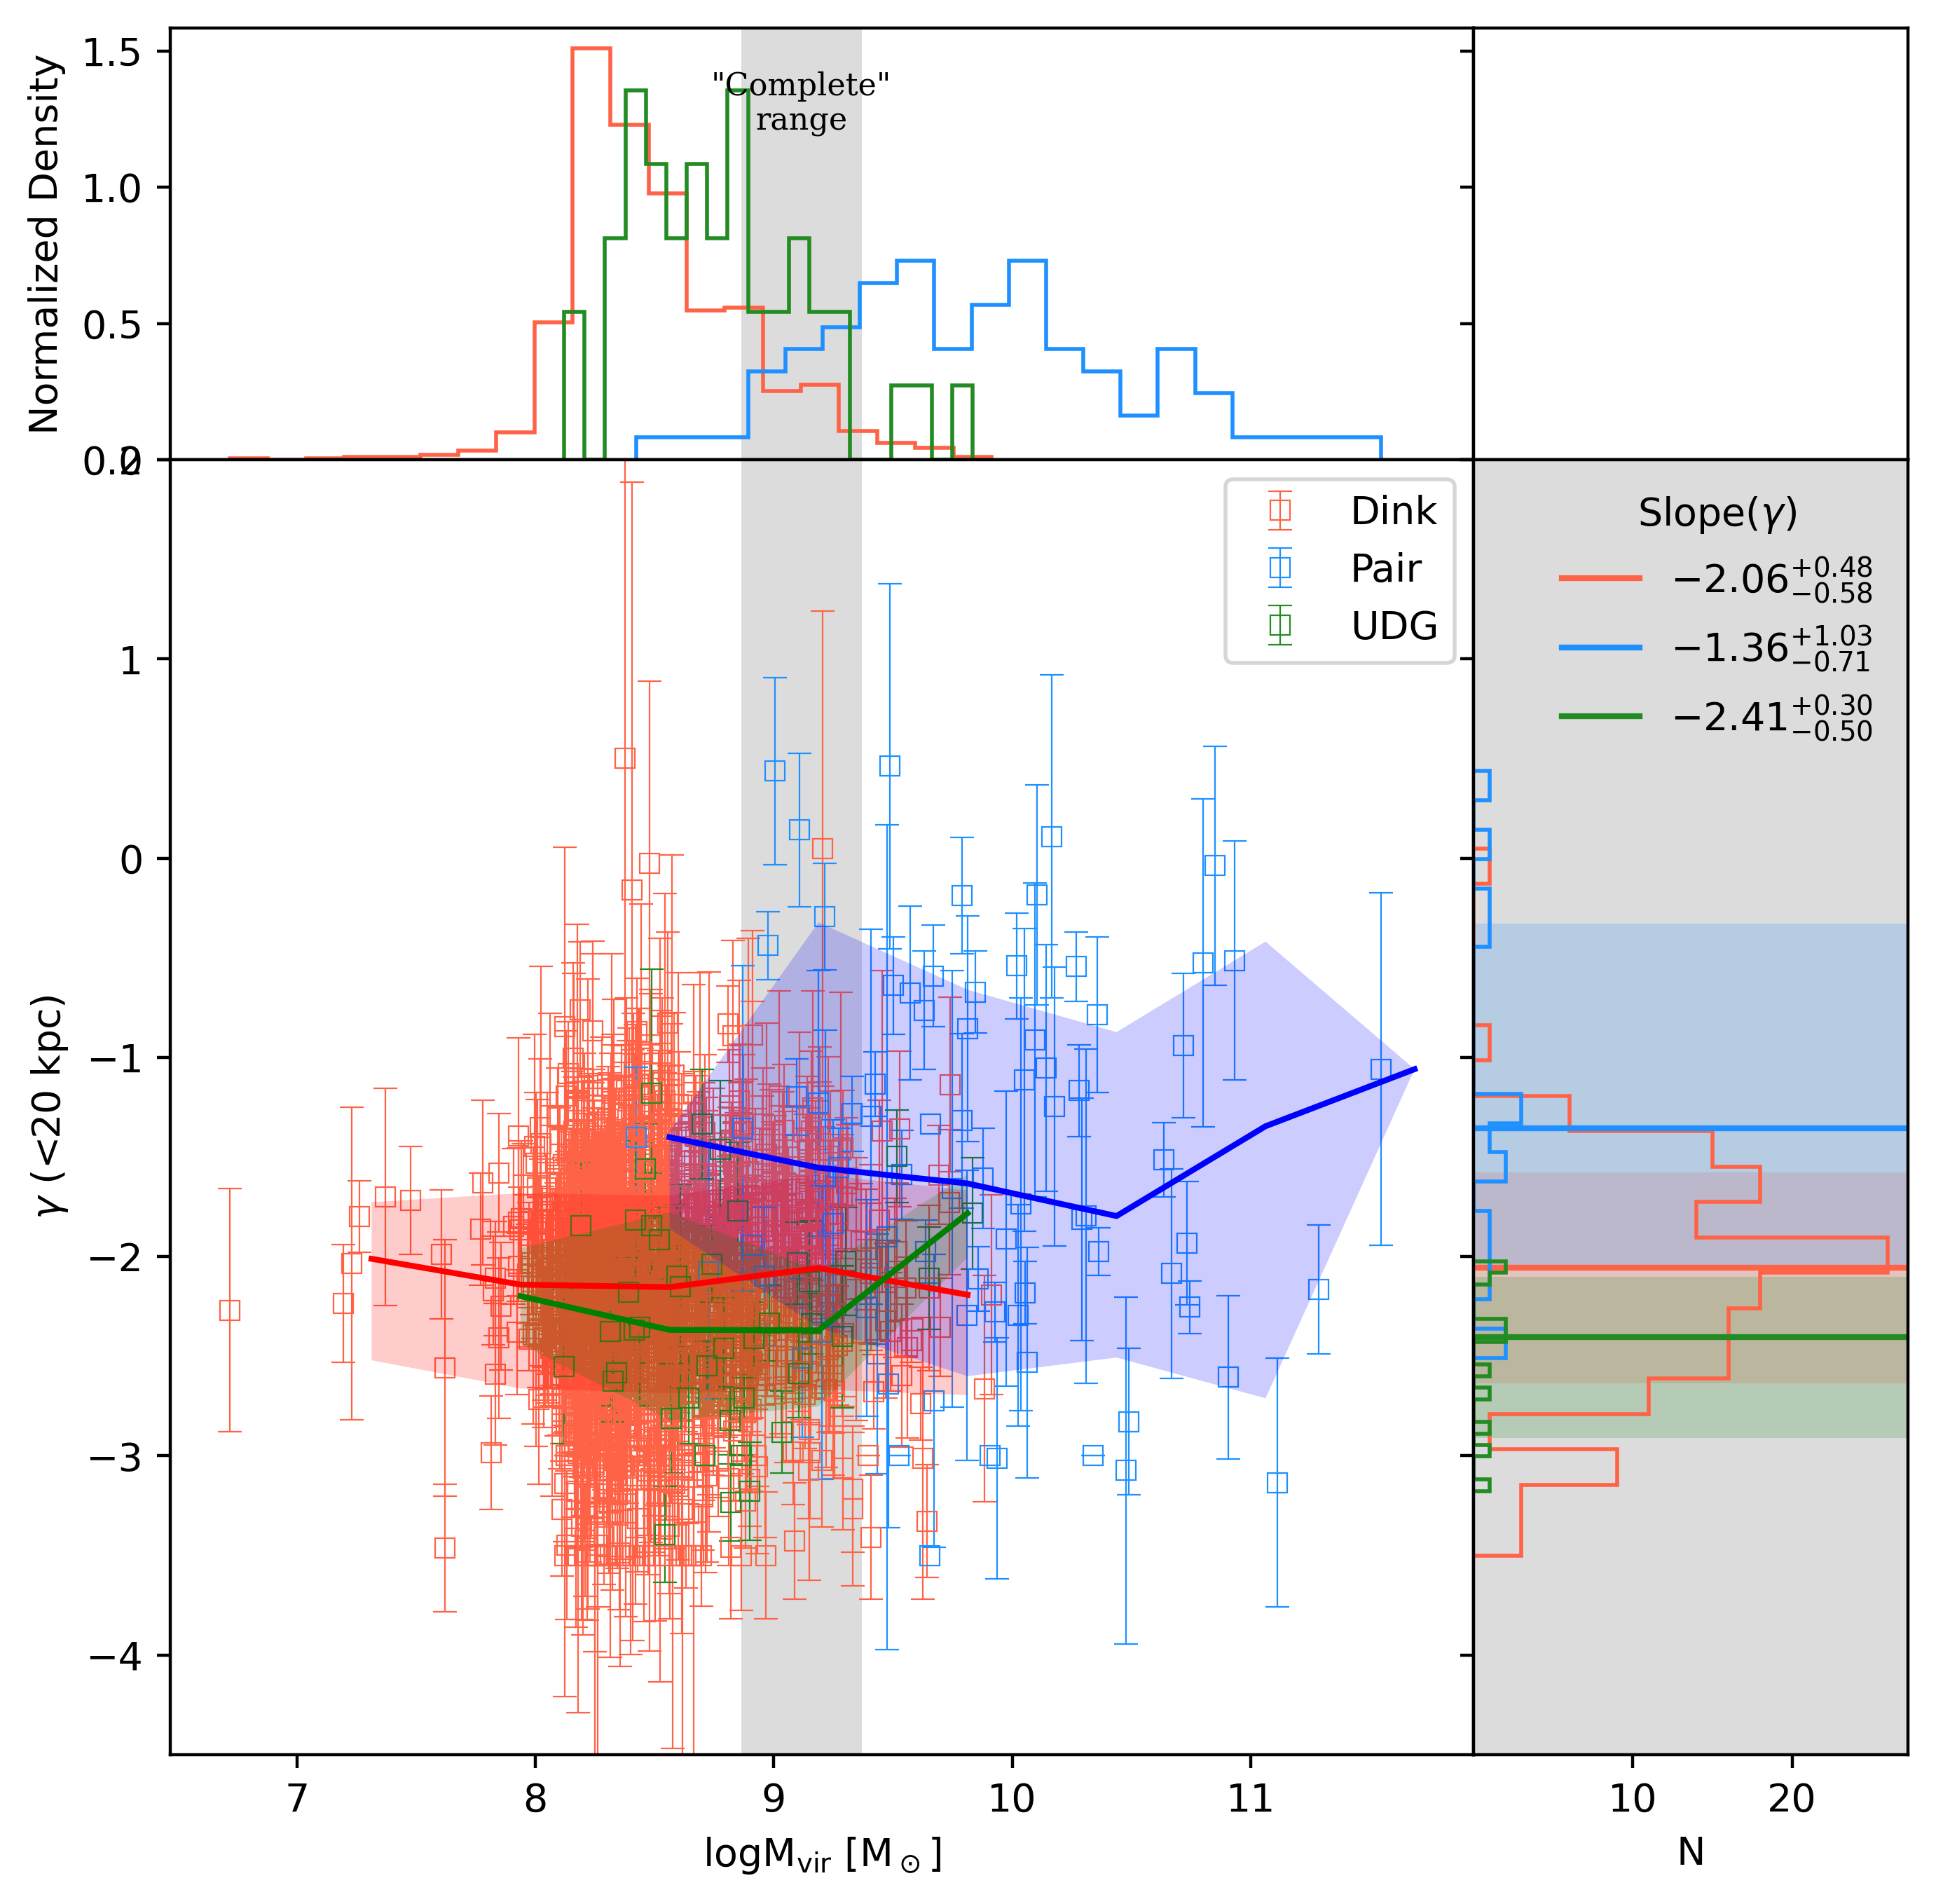 1.5
1.0
0.5
0.0
Normalized Density
"Complete"
range
2
1
0
−1
−2
−3
−4
γ (<20 kpc)
Dink
Pair
UDG
Slope(γ)
−2.06+0.48−0.58
−1.36+1.03−0.71
−2.41+0.30−0.50
7 8 9 10 11
logMvir [M⊙]
10 20
N